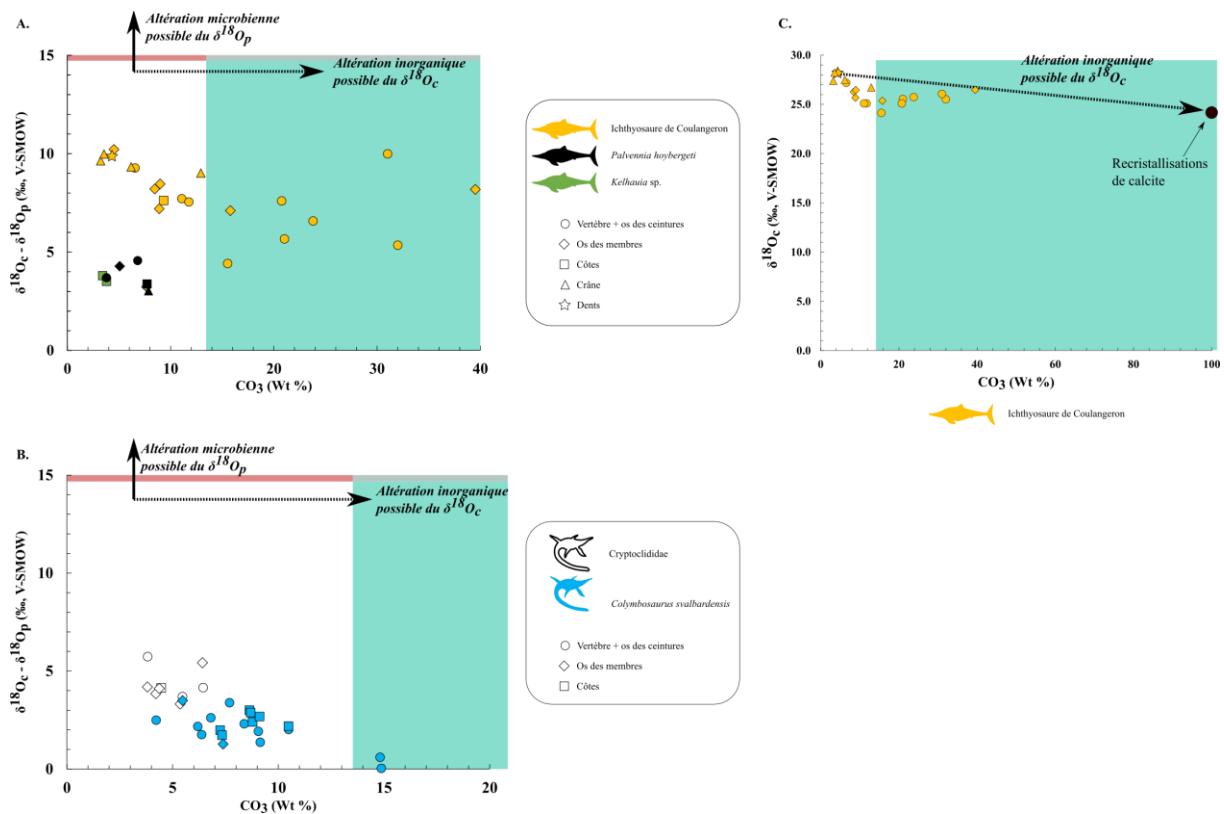 A.
Altération microbienne
possible du δ18Op
15
Altération inorganique
possible du δ18Oc
10
5
0
δ18Oc - δ18Op (‰, V-SMOW)
0 10 20 30 40
CO3 (Wt %)
Ichthyosaure de Coulangeron
Palvennia hoybergeti
Kelhauia sp.
Vertèbre + os des ceintures
Os des membres
Côtes
Crâne
Dents
C.
30.0
Altération inorganique
possible du δ18Oc
25.0
20.0
15.0
10.0
5.0
0.0
δ18Oc (‰, V-SMOW)
Recristallisations
de calcite
0 20 40 60 80 100
CO3 (Wt %)
Ichthyosaure de Coulangeron
B.
Altération microbienne
possible du δ18Op
15
Altération inorganique
possible du δ18Oc
10
5
0
δ18Oc - δ18Op (‰, V-SMOW)
0 5 10 15 20
CO3 (Wt %)
Cryptoclididae
Colymbosaurus svalbardensis
Vertèbre + os des ceintures
Os des membres
Côtes